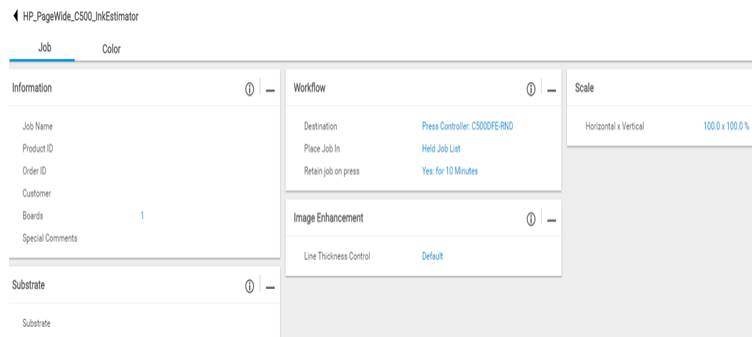 HP_PageWide_C500_InkEstimator
Job
Color
Information
Job Name
Product ID
Order ID
Customer
Boards 1
Special Comments
Substrate
Substrate
Workflow
Destination Press Controller: C500DFE-RND
Place Job In Held Job List
Retain job on press Yes: for 10 Minutes
Image Enhancement
Line Thickness Control Default
Scale
Horizontal x Vertical 100.0 x 100.0 %